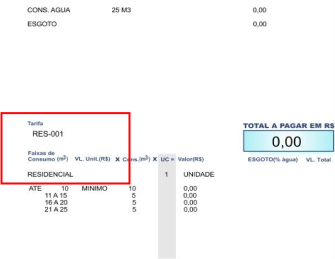 CONS. AGUA 25 M3 0,00
ESGOTO 0,00
Tarifa
TOTAL A PAGAR EM R$
RES-001
0,00
Faixas de
Consumo (m3) VL. Unit.(R$) X Cons.(m3) X UC = Valor(R$) ESGOTO(% água) VL. Total
RESIDENCIAL 1 UNIDADE
ATE 10 MINIMO 10 0,00
11 A 15 5 0,00
16 A 20 5 0,00
21 A 25 5 0,00